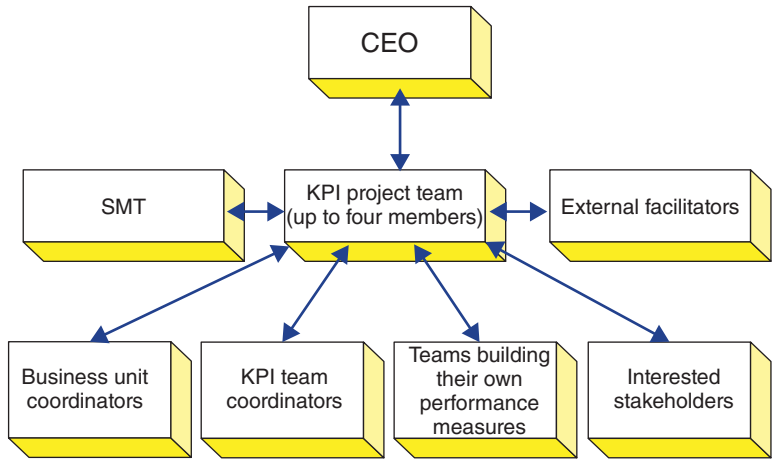 CEO
SMT
KPI project team
(up to four members)
External facilitators
Business unit
coordinators
KPI team
coordinators
Teams building
their own
performance
measures
Interested
stakeholders